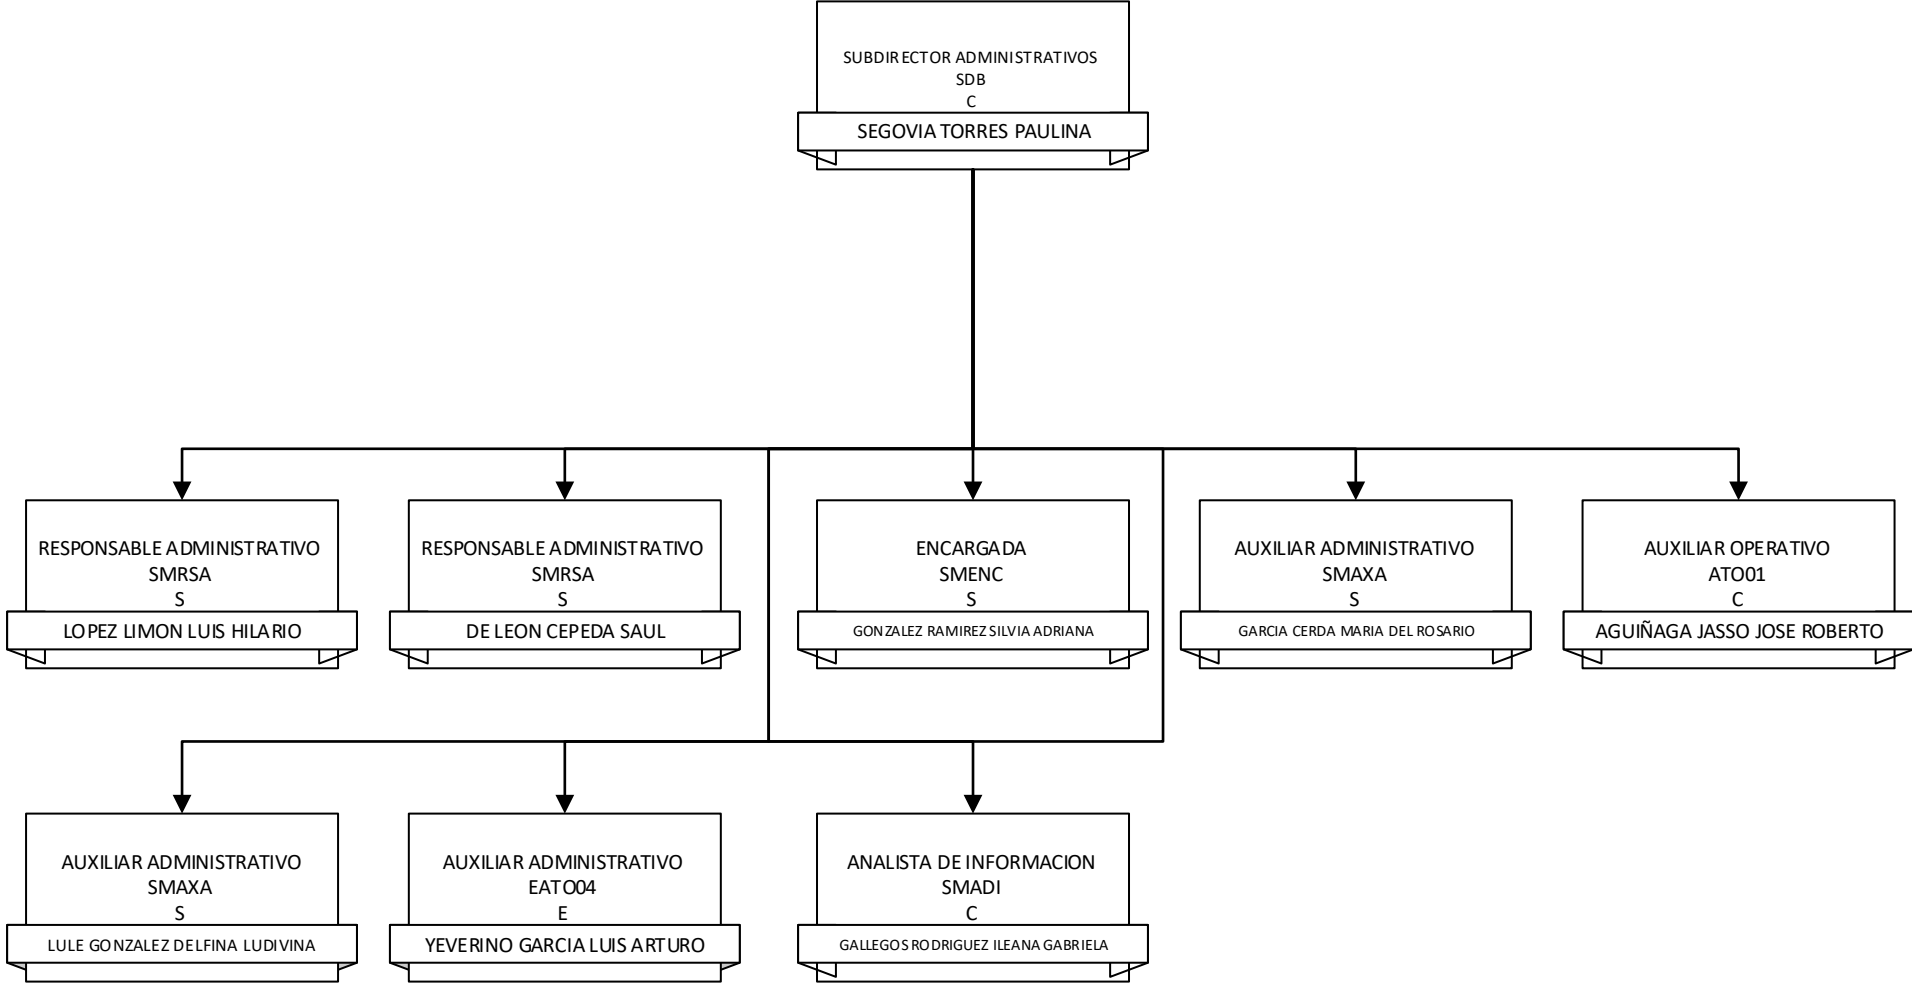 SUBDIRECTOR ADMINISTRATIVOS
SDB
C
SEGOVIA TORRES PAULINA
RESPONSABLE ADMINISTRATIVO
SMRSA
S
LOPEZ LIMON LUIS HILARIO
RESPONSABLE ADMINISTRATIVO
SMRSA
S
DE LEON CEPEDA SAUL
ENCARGADA
SMENC
S
GONZALEZ RAMIREZ SILVIA ADRIANA
AUXILIAR ADMINISTRATIVO
SMAXA
S
GARCIA CERDA MARIA DEL ROSARIO
AUXILIAR OPERATIVO
ATO01
C
AGUIÑAGA JASSO JOSE ROBERTO
AUXILIAR ADMINISTRATIVO
SMAXA
S
LULE GONZALEZ DELFINA LUDIVINA
AUXILIAR ADMINISTRATIVO
EATO04
E
YEVERINO GARCIA LUIS ARTURO
ANALISTA DE INFORMACION
SMADI
C
GALLEGOS RODRIGUEZ ILEANA GABRIELA